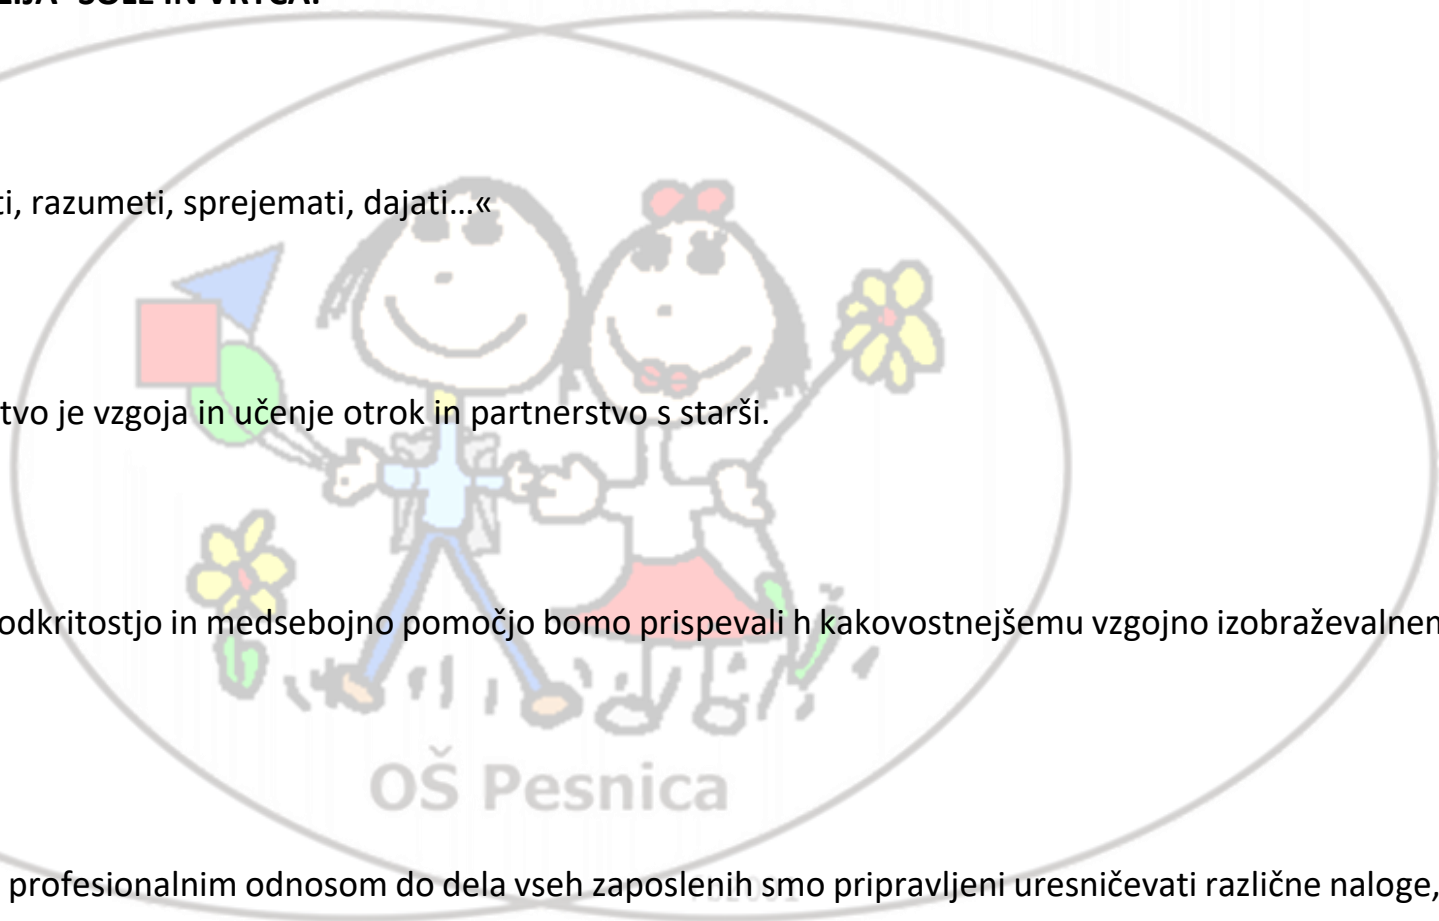 ti, razumeti, sprejemati, dajati…«
tvo je vzgoja in učenje otrok in partnerstvo s starši.
odkritostjo in medsebojno pomočjo bomo prispevali h kakovostnejšemu vzgojno izobraževalnem
OŠ Pesnica
profesionalnim odnosom do dela vseh zaposlenih smo pripravljeni uresničevati različne naloge,